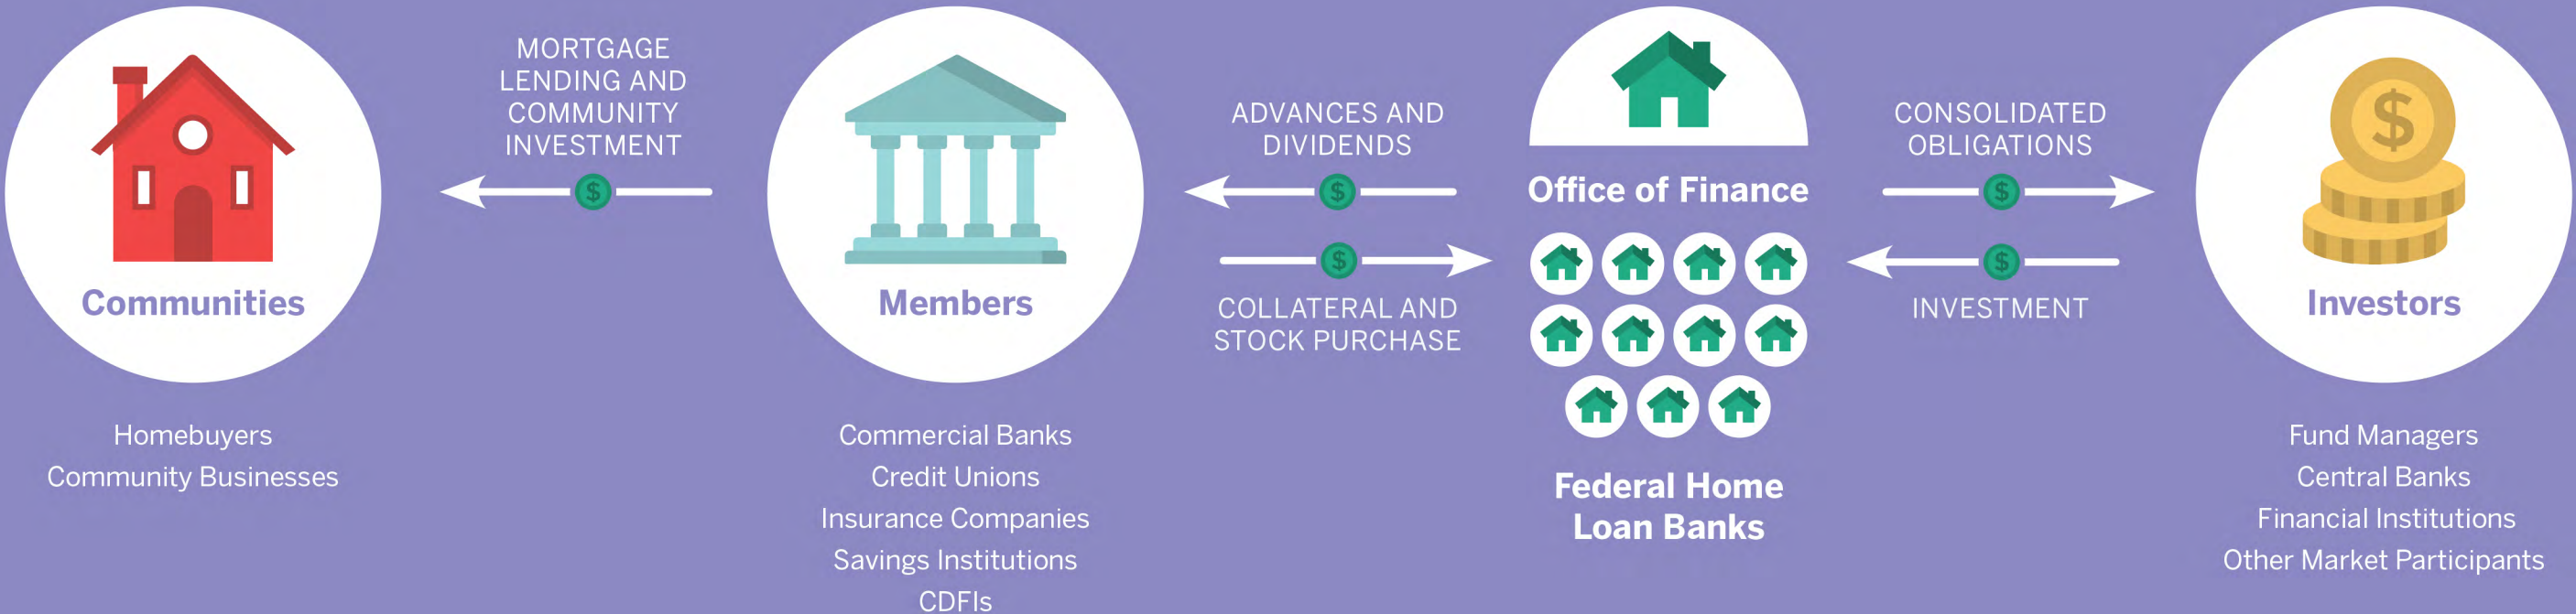 MORTGAGE
LENDING AND
COMMUNITY
INVESTMENT
Communities
Homebuyers
Community Businesses
Members
Commercial Banks
Credit Unions
Insurance Companies
Savings Institutions
CDFIs
ADVANCES AND
DIVIDENDS
COLLATERAL AND
STOCK PURCHASE
Office of Finance
Federal Home
Loan Banks
CONSOLIDATED
OBLIGATIONS
INVESTMENT
Investors
Fund Managers
Central Banks
Financial Institutions
Other Market Participants